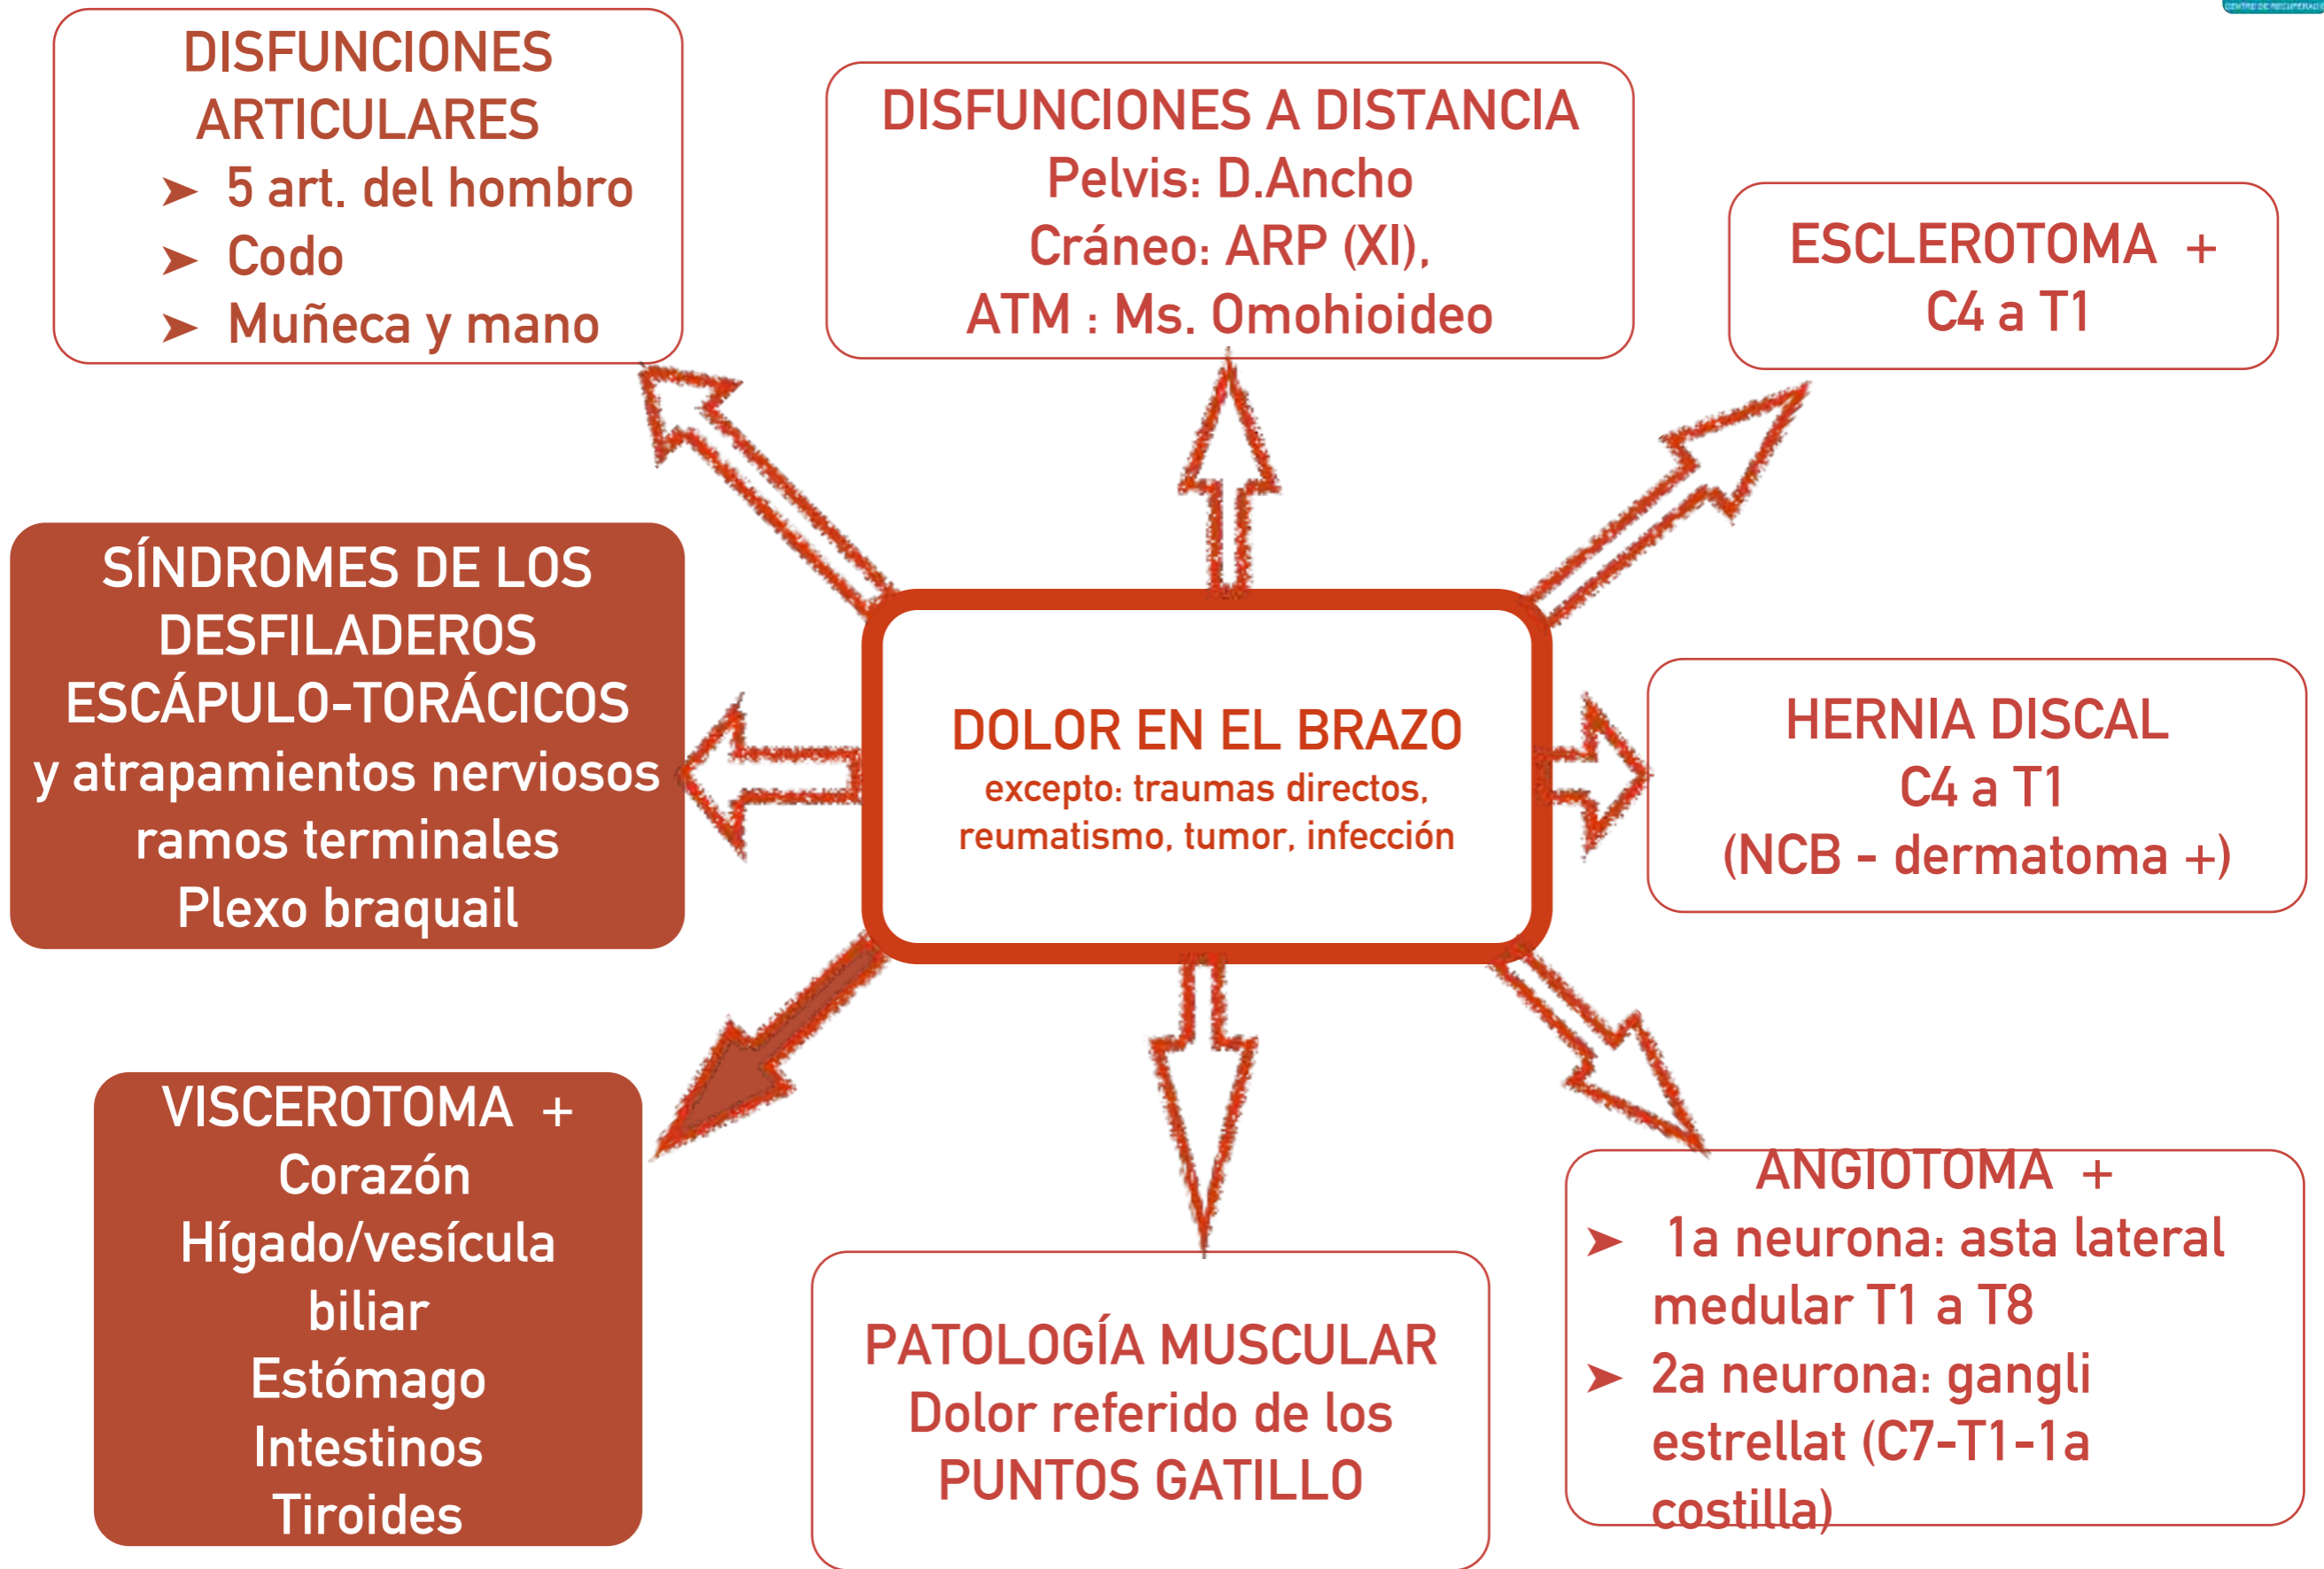 DISFUNCIONES
ARTICULARES
➤ 5 art. del hombro
➤ Codo
➤ Muñeca y mano
DISFUNCIONES A DISTANCIA
Pelvis: D.Ancho
Cráneo: ARP (XI),
ATM : Ms. Omohioideo
ESCLEROTOMA +
C4 a T1
SÍNDROMES DE LOS
DESFILADEROS
ESCÁPULO-TORÁCICOS
y atrapamientos nerviosos
ramos terminales
Plexo braquail
DOLOR EN EL BRAZO
excepto: traumas directos,
reumatismo, tumor, infección
HERNIA DISCAL
C4 a T1
(NCB - dermatoma +)
VISCEROTOMA +
Corazón
Hígado/vesícula
biliar
Estómago
Intestinos
Tiroides
PATOLOGÍA MUSCULAR
Dolor referido de los
PUNTOS GATILLO
ANGIOTOMA +
➤ 1a neurona: asta lateral
medular T1 a T8
➤ 2a neurona: gangli
estrellat (C7-T1-1a
costilla)